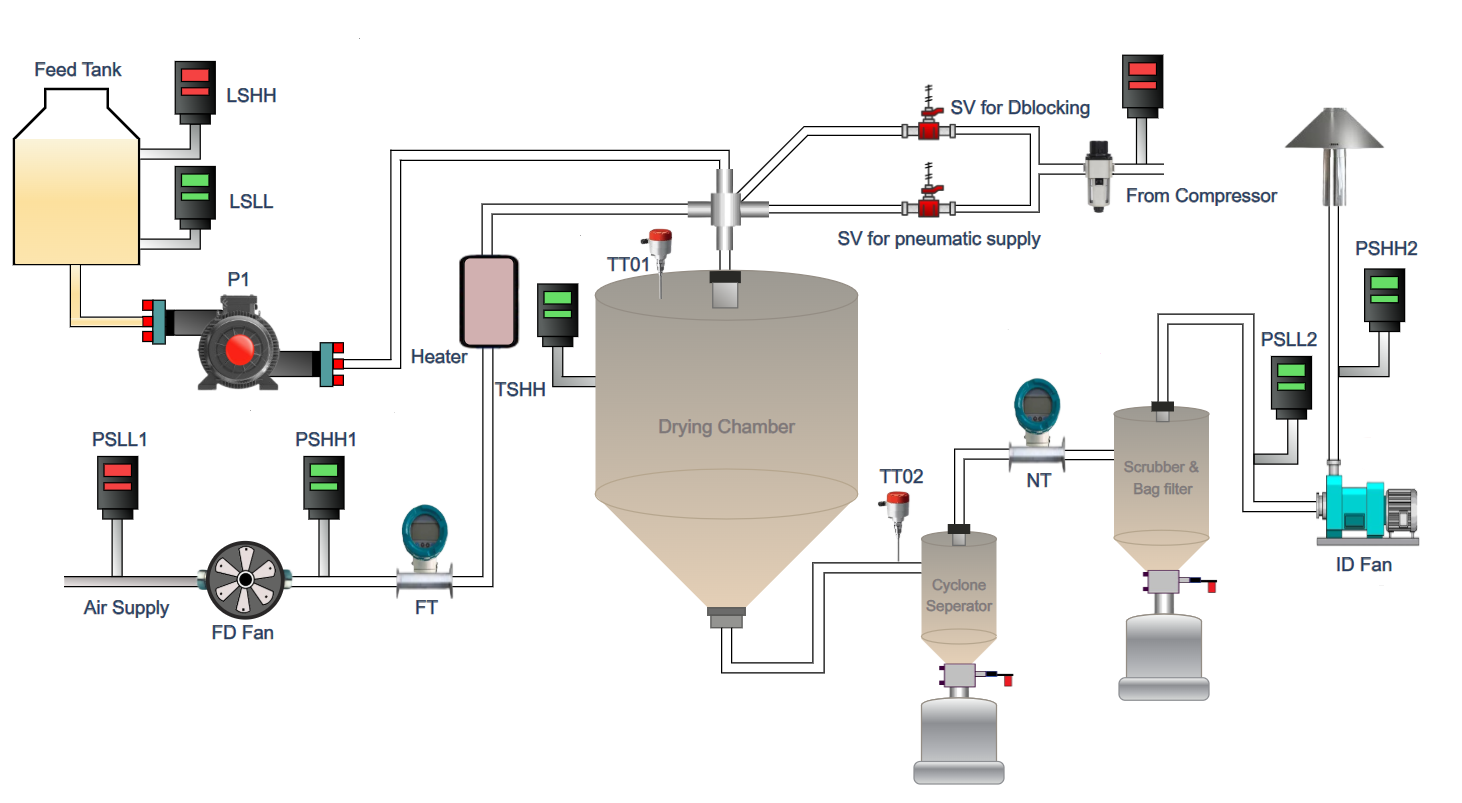 Feed Tank
LSHH
SV for Dblocking
LSLL
From Compressor
SV for pneumatic supply
PSHH2
TT01
P1
PSLL2
Heater
TSHH
Drying Chamber
PSLL1
PSHH1
Scrubber &
Bag filter
TT02
NT
ID Fan
Cyclone
Seperator
Air Supply
FT
FD Fan